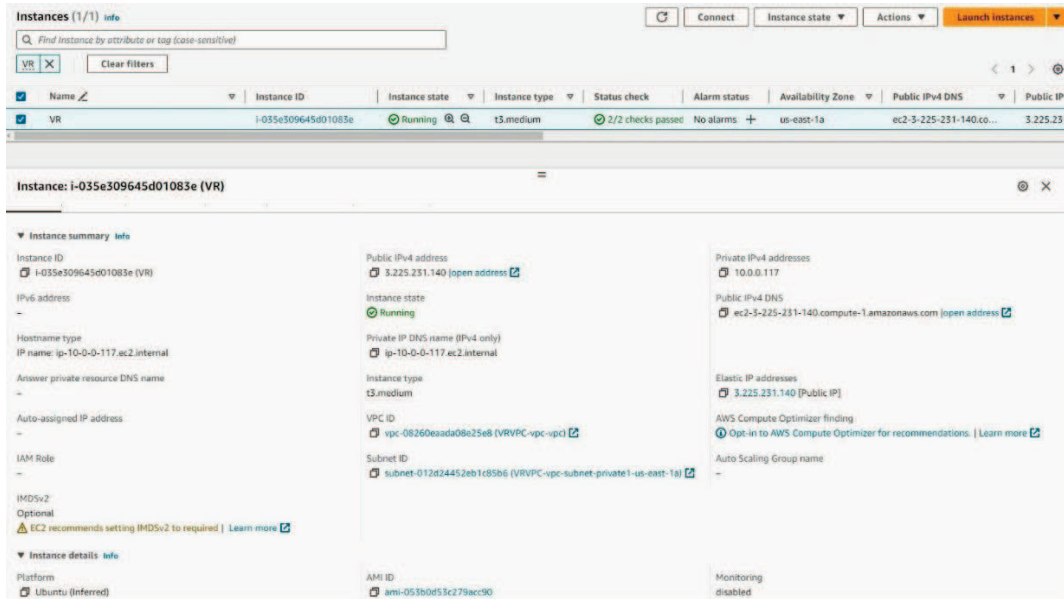 Instances (1/1) Info
Connect
Instance state
Actions
Launch instances
Find Instance by attribute or tag (case-sensitive)
VR X
Clear filters
1
Name
Instance ID
Instance state
Instance type
Status check
Alarm status
Availability Zone
Public IPv4 DNS
Public IP
VR
i-035e309645d01083e
Running
t3.medium
2/2 checks passed
No alarms +
us-east-1a
ec2-3-225-231-140.co...
3.225.23
Instance: i-035e309645d01083e (VR)
Instance summary Info
Instance ID
i-035e309645d01083e (VR)
Public IPv4 address
3.225.231.140 |open address
Private IPv4 addresses
10.0.0.117
IPv6 address
–
Instance state
Running
Public IPv4 DNS
ec2-3-225-231-140.compute-1.amazonaws.com |open address
Hostname type
IP name: ip-10-0-0-117.ec2.internal
Private IP DNS name (IPv4 only)
ip-10-0-0-117.ec2.internal
Answer private resource DNS name
–
Instance type
t3.medium
Elastic IP addresses
3.225.231.140 [Public IP]
Auto-assigned IP address
–
VPC ID
vpc-08260eaada08e25e8 (VRVPC-vpc-vpc)
AWS Compute Optimizer finding
Opt-in to AWS Compute Optimizer for recommendations. | Learn more
IAM Role
–
Subnet ID
subnet-012d24452eb1c85b6 (VRVPC-vpc-subnet-private1-us-east-1a)
Auto Scaling Group name
–
IMDSv2
Optional
EC2 recommends setting IMDSv2 to required | Learn more
Instance details Info
Platform
Ubuntu (Inferred)
AMI ID
ami-053b0d53c279acc90
Monitoring
disabled